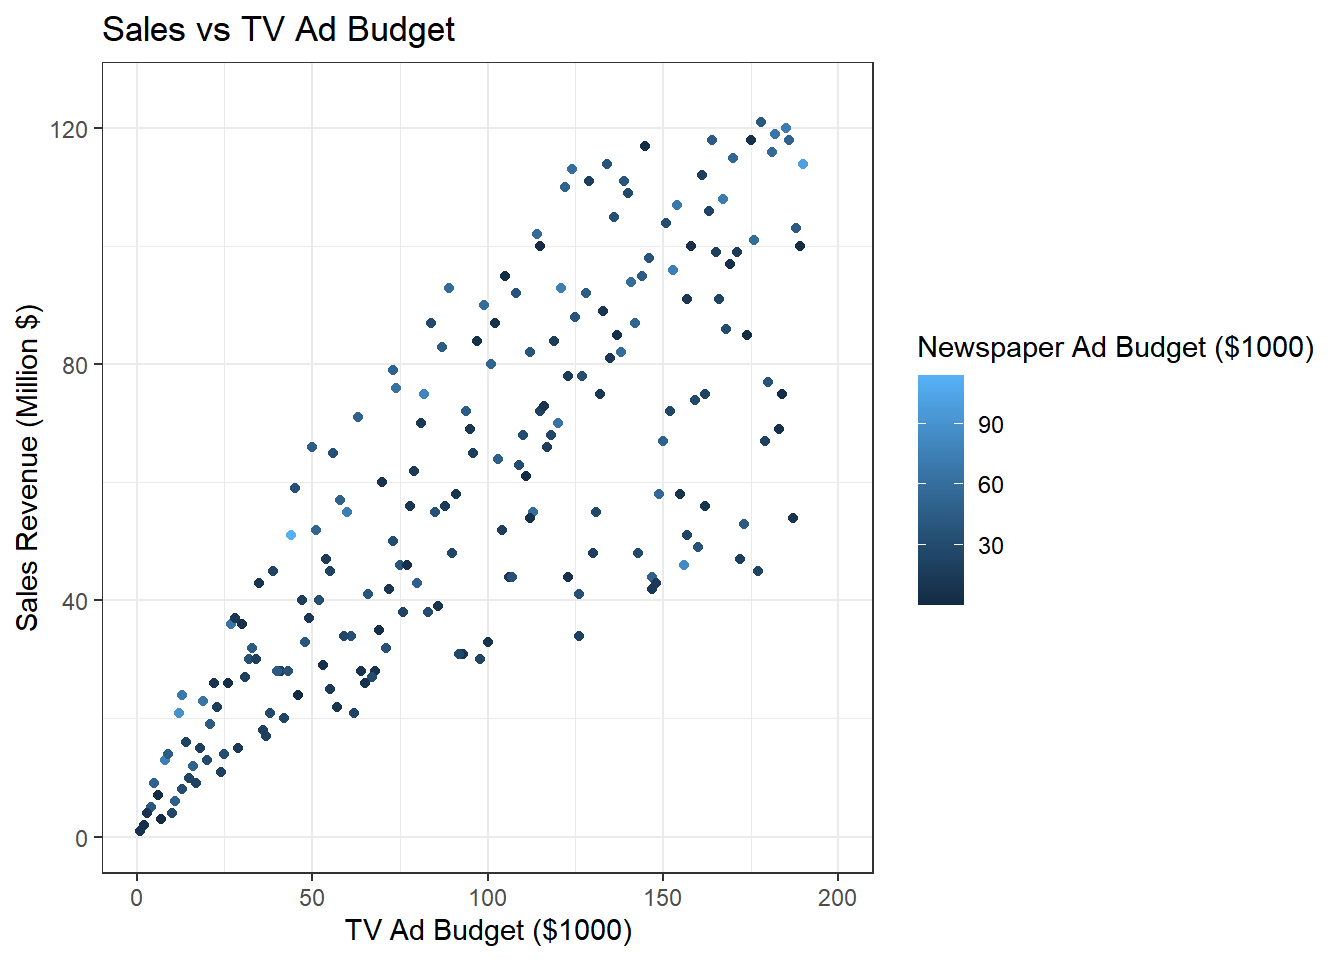 Sales vs TV Ad Budget
120
80
40
0
Sales Revenue (Million $)
0 50 100 150 200
TV Ad Budget ($1000)
Newspaper Ad Budget ($1000)
90
60
30